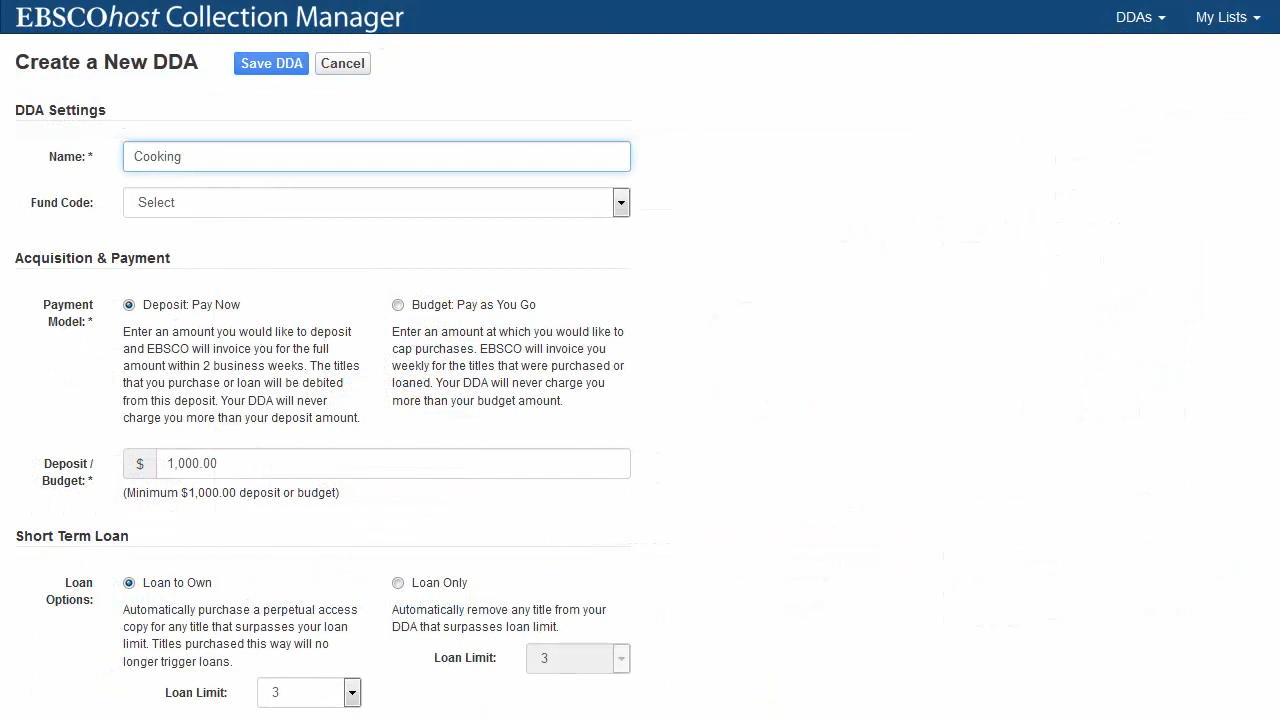 EBSCOhost Collection Manager
DDAs
My Lists
Create a New DDA
Save DDA
Cancel
DDA Settings
Name: *
Cooking
Fund Code:
Select
Acquisition & Payment
Payment
Model: *
Deposit: Pay Now
Enter an amount you would like to deposit
and EBSCO will invoice you for the full
amount within 2 business weeks. The titles
that you purchase or loan will be debited
from this deposit. Your DDA will never
charge you more than your deposit amount.
Budget: Pay as You Go
Enter an amount at which you would like to
cap purchases. EBSCO will invoice you
weekly for the titles that were purchased or
loaned. Your DDA will never charge you
more than your budget amount.
Deposit /
Budget: *
$ 1,000.00
(Minimum $1,000.00 deposit or budget)
Short Term Loan
Loan
Options:
Loan to Own
Automatically purchase a perpetual access
copy for any title that surpasses your loan
limit. Titles purchased this way will no
longer trigger loans.
Loan Limit: 3
Loan Only
Automatically remove any title from your
DDA that surpasses loan limit.
Loan Limit: 3